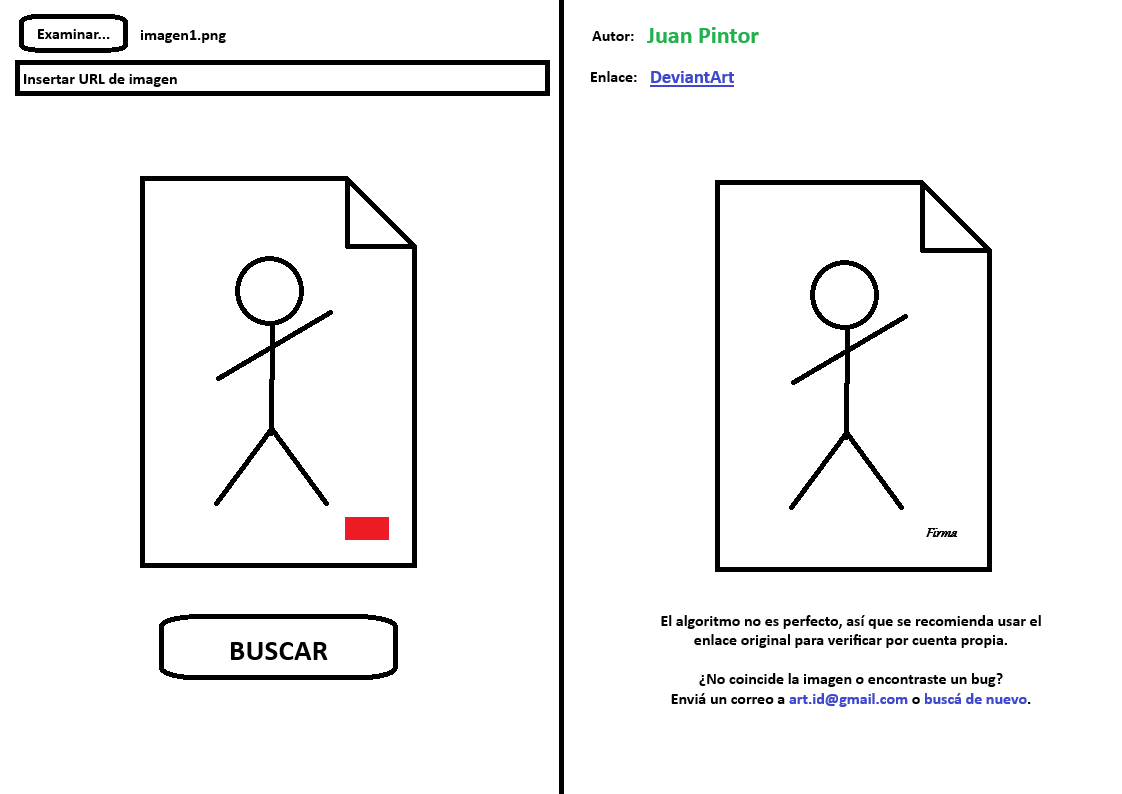 Examinar...
imagen1.png
Insertar URL de imagen
BUSCAR
Autor: Juan Pintor
Enlace: DeviantArt
Firma
El algoritmo no es perfecto, así que se recomienda usar el
enlace original para verificar por cuenta propia.
¿No coincide la imagen o encontraste un bug?
Enviá un correo a art.id@gmail.com o buscá de nuevo.